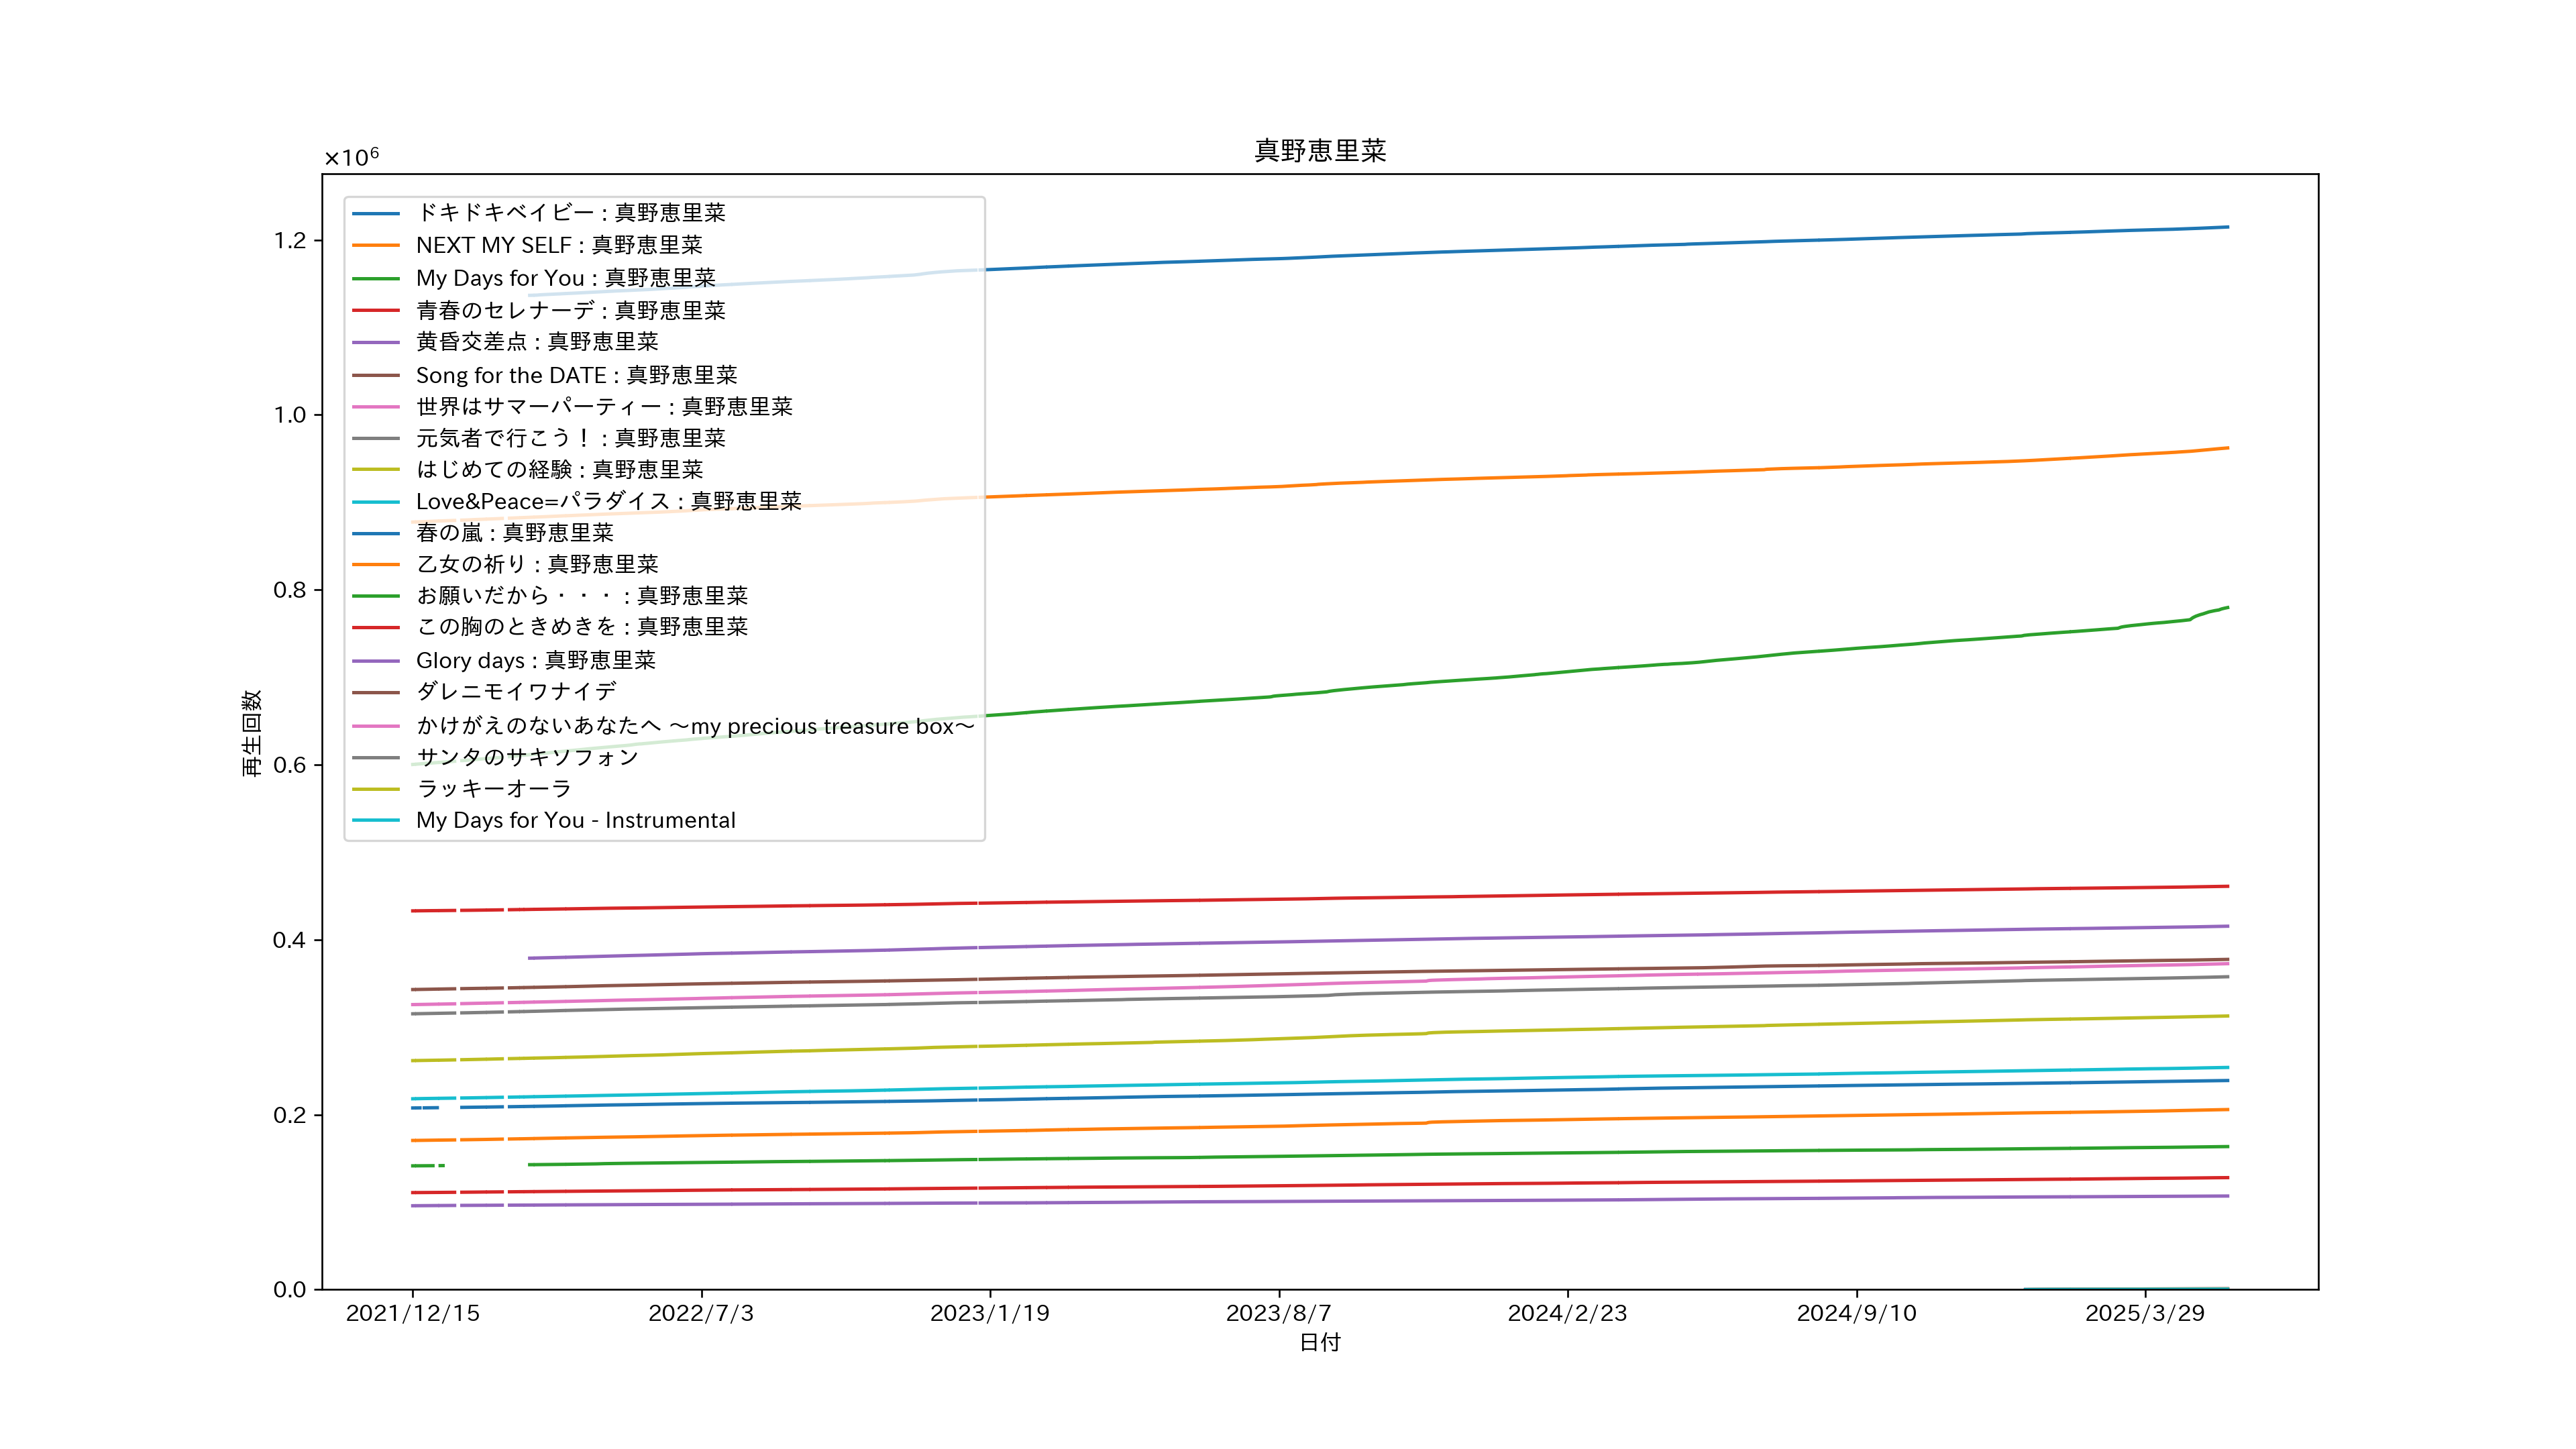 真野恵里菜
×10⁶
1.2
1.0
0.8
0.6
0.4
0.2
0.0
再生回数
ドキドキベイビー : 真野恵里菜
NEXT MY SELF : 真野恵里菜
My Days for You : 真野恵里菜
青春のセレナーデ : 真野恵里菜
黄昏交差点 : 真野恵里菜
Song for the DATE : 真野恵里菜
世界はサマーパーティー : 真野恵里菜
元気者で行こう！ : 真野恵里菜
はじめての経験 : 真野恵里菜
Love&Peace=パラダイス : 真野恵里菜
春の嵐 : 真野恵里菜
乙女の祈り : 真野恵里菜
お願いだから・・・ : 真野恵里菜
この胸のときめきを : 真野恵里菜
Glory days : 真野恵里菜
ダレニモイワナイデ
かけがえのないあなたへ ～my precious treasure box～
サンタのサキソフォン
ラッキーオーラ
My Days for You - Instrumental
2021/12/15 2022/7/3 2023/1/19 2023/8/7 2024/2/23 2024/9/10 2025/3/29
日付